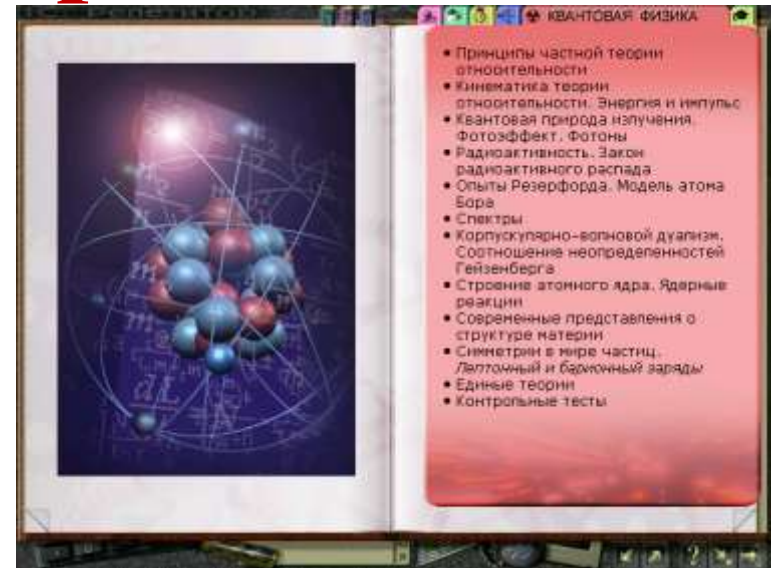 КВАНТОВАЯ ФИЗИКА
• Принципы частной теории
относительности
• Кинематика теории
относительности. Энергия и импульс
• Квантовая природа излучения.
Фотоэффект. Фотоны
• Радиоактивность. Закон
радиоактивного распада
• Опыты Резерфорда. Модель атома
Бора
• Спектры
• Корпускулярно-волновой дуализм.
Соотношение неопределенностей
Гейзенберга
• Строение атомного ядра. Ядерные
реакции
• Современные представления о
структуре материи
• Симметрии в мире частиц.
Лептонный и барионный заряды
• Единые теории
• Контрольные тесты